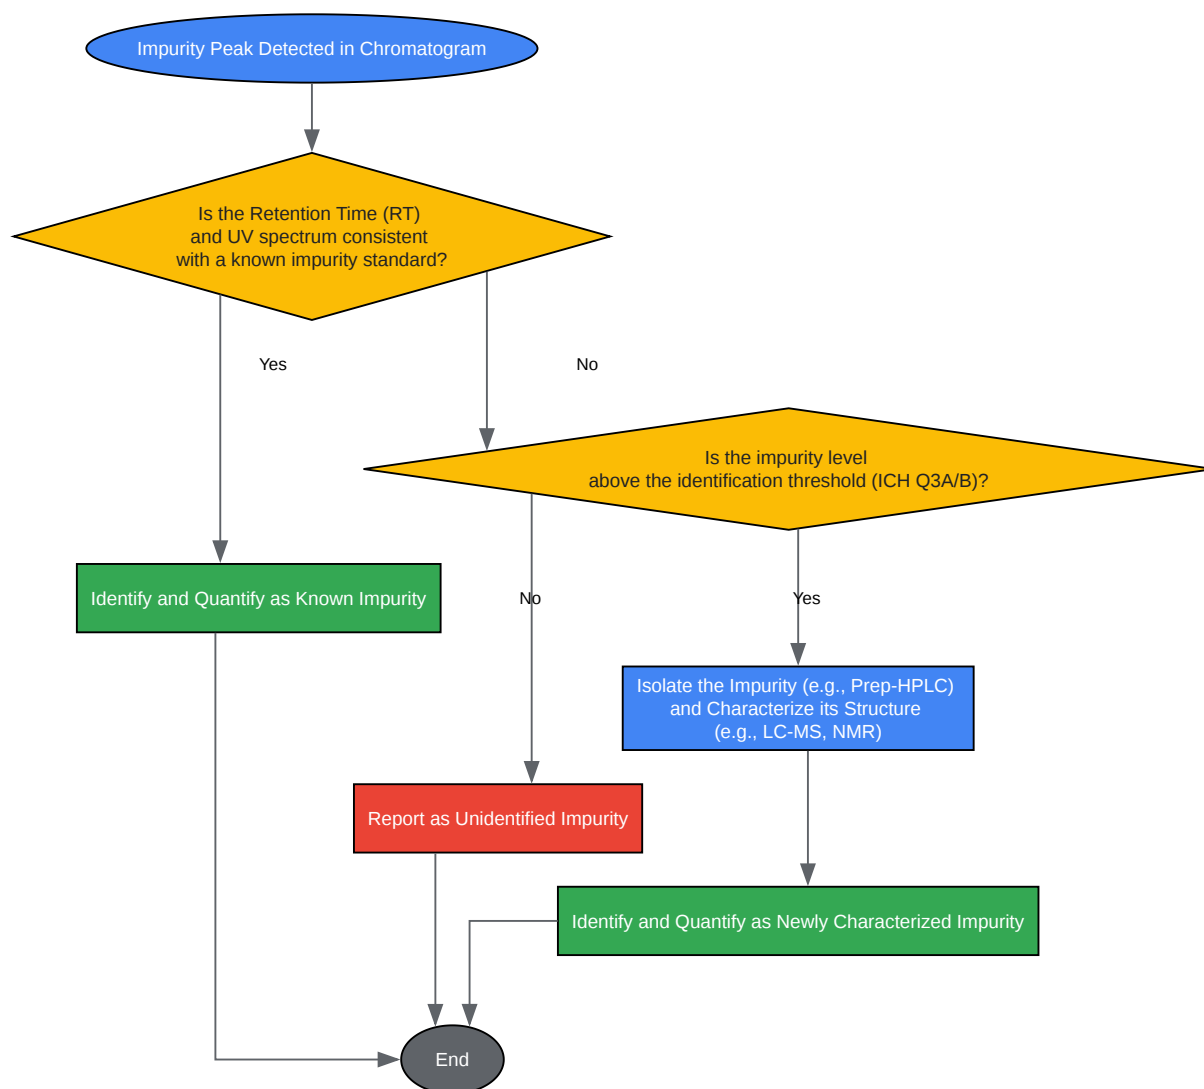 Impurity Peak Detected in Chromatogram
Is the Retention Time (RT)
and UV spectrum consistent
with a known impurity standard?
Yes
No
Is the impurity level
above the identification threshold (ICH Q3A/B)?
Identify and Quantify as Known Impurity
No
Yes
Isolate the Impurity (e.g., Prep-HPLC)
and Characterize its Structure
(e.g., LC-MS, NMR)
Report as Unidentified Impurity
Identify and Quantify as Newly Characterized Impurity
End